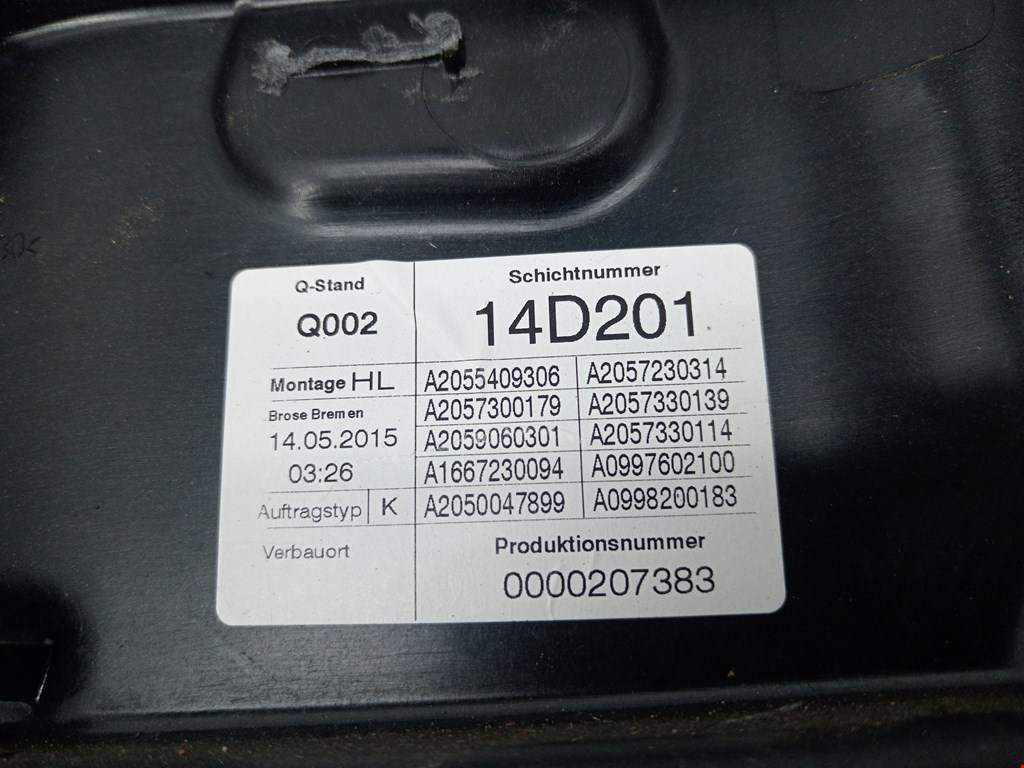 Q-Stand
Q002
Schichtnummer
14D201
Montage HL
Brose Bremen
14.05.2015
03:26
Auftragstyp K
A2055409306 A2057230314
A2057300179 A2057330139
A2059060301 A2057330114
A1667230094 A0997602100
A2050047899 A0998200183
Verbauort
Produktionsnummer
0000207383